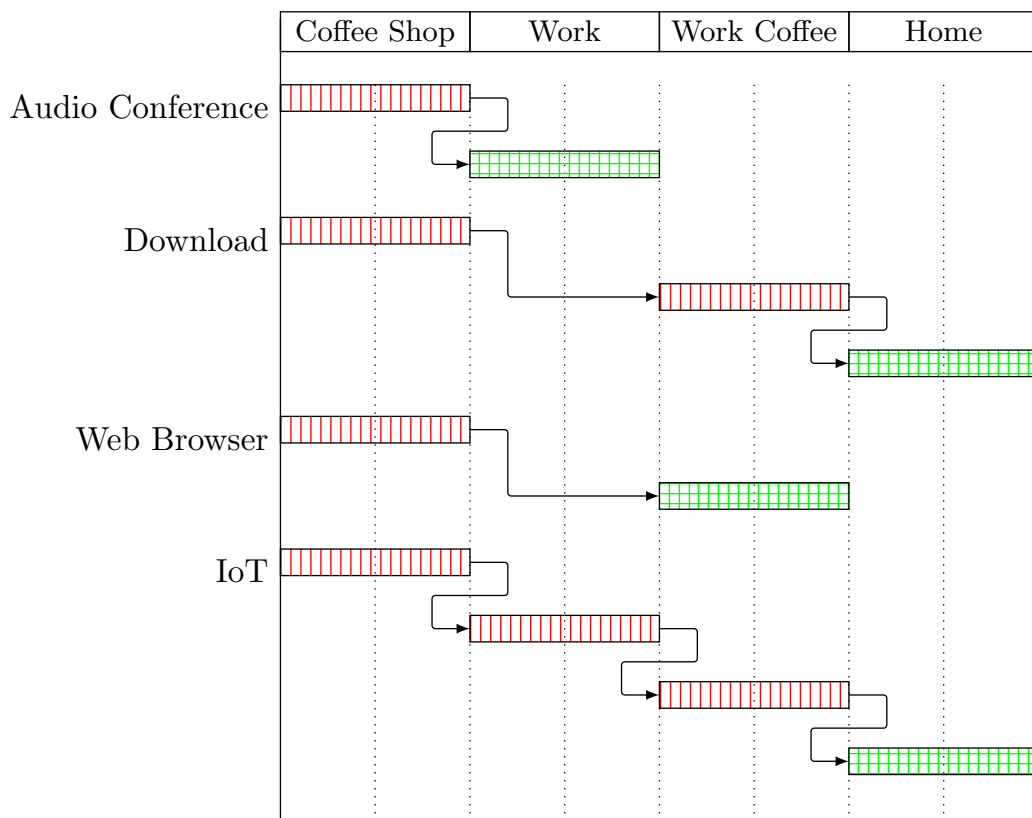 Coffee Shop
Work
Work Coffee
Home
Audio Conference
Download
Web Browser
IoT